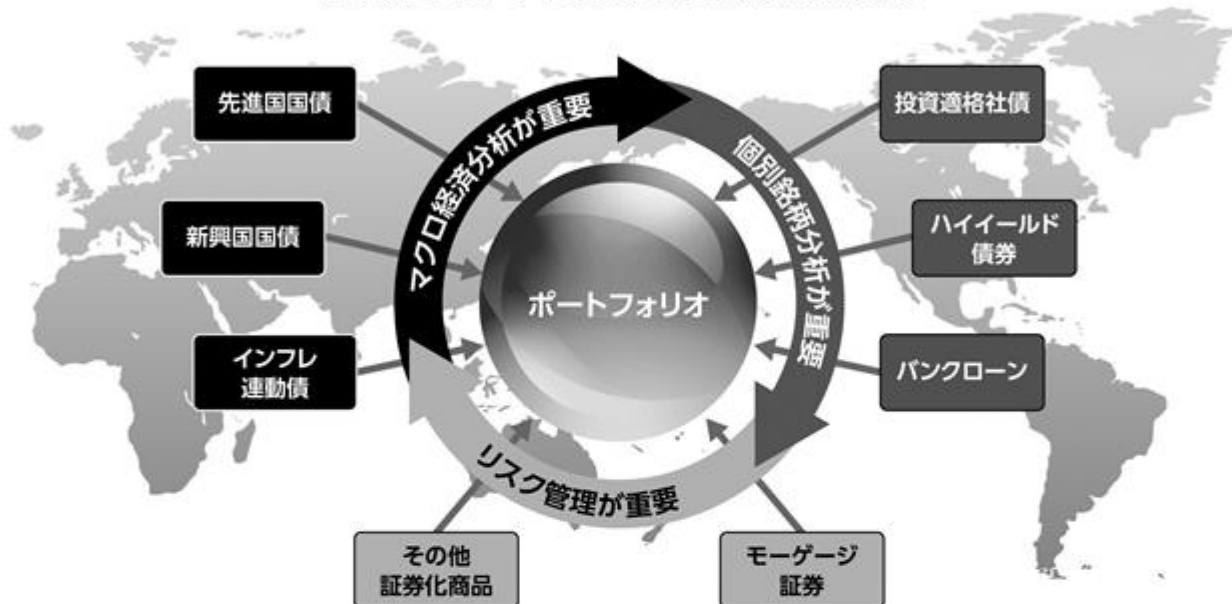 先進国国債
投資適格社債
マクロ経済分析が重要
個別銘柄分析が重要
新興国国債
ハイイールド
債券
ポートフォリオ
インフレ
連動債
バンクローン
リスク管理が重要
その他
証券化商品
モーゲージ
証券